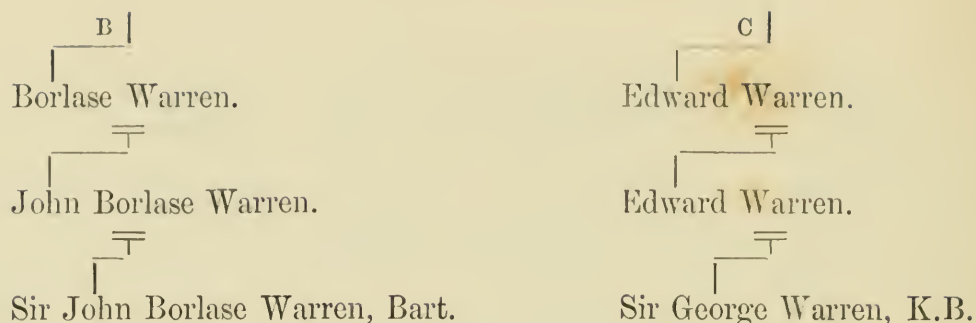 B C
Borlase Warren. Edward Warren.
John Borlase Warren. Edward Warren.
Sir John Borlase Warren, Bart. Sir George Warren, K.B.